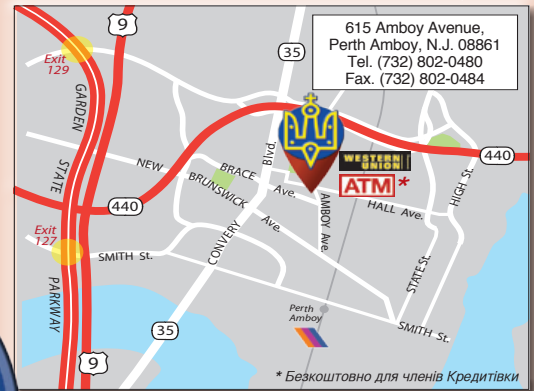 615 Amboy Avenue,
Perth Amboy, N.J. 08861
Tel. (732) 802-0480
Fax. (732) 802-0484
9
35
Exit
129
GARDEN
STATE
PARKWAY
WESTERN
UNION
ATM *
440
NEW
BRUNSWICK
Ave.
BRACE
Ave.
HALL Ave.
HIGH St.
Blvd.
CONVERY
AMBOY Ave.
STATE St.
440
Exit
127
SMITH St.
SMITH St.
Perth
Amboy
35
9
* Безкоштовно для членів Кредитівки